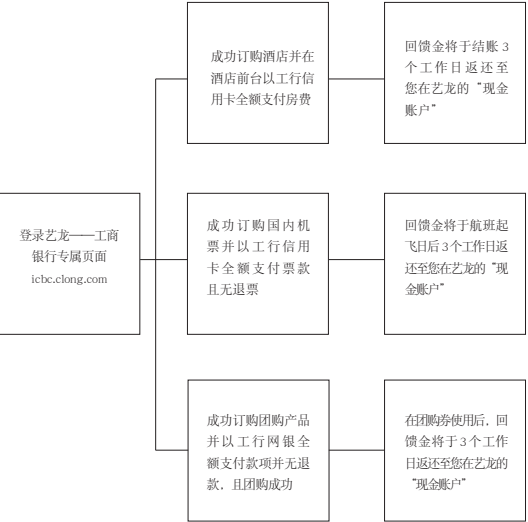 成功订购酒店并在
酒店前台以工行信
用卡全额支付房费
回馈金将于结账 3
个工作日返还至
您在艺龙的“现金
账户”
登录艺龙——工商
银行专属页面
icbc.clong.com
成功订购国内机
票并以工行信用
卡全额支付票款
且无退票
回馈金将于航班起
飞日后 3 个工作日返
还至您在艺龙的“现
金账户”
成功订购团购产品
并以工行网银全
额支付款项并无退
款，且团购成功
在团购券使用后，回
馈金将于 3 个工作
日返还至您在艺龙的
“现金账户”